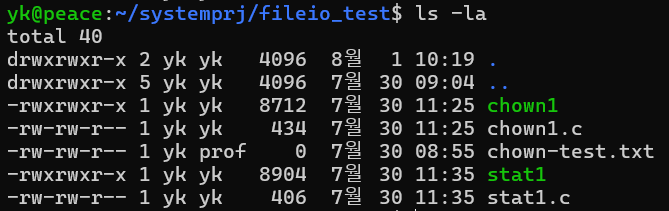 yk@peace:~/systemprj/fileio_test$ ls -la
total 40
drwxrwxr-x 2 yk yk   4096  8월  1 10:19 .
drwxrwxr-x 5 yk yk   4096  7월 30 09:04 ..
-rwxrwxr-x 1 yk yk   8712  7월 30 11:25 chown1
-rw-rw-r-- 1 yk yk    434  7월 30 11:25 chown1.c
-rw-rw-r-- 1 yk prof    0  7월 30 08:55 chown-test.txt
-rwxrwxr-x 1 yk yk   8904  7월 30 11:35 stat1
-rw-rw-r-- 1 yk yk    406  7월 30 11:35 stat1.c